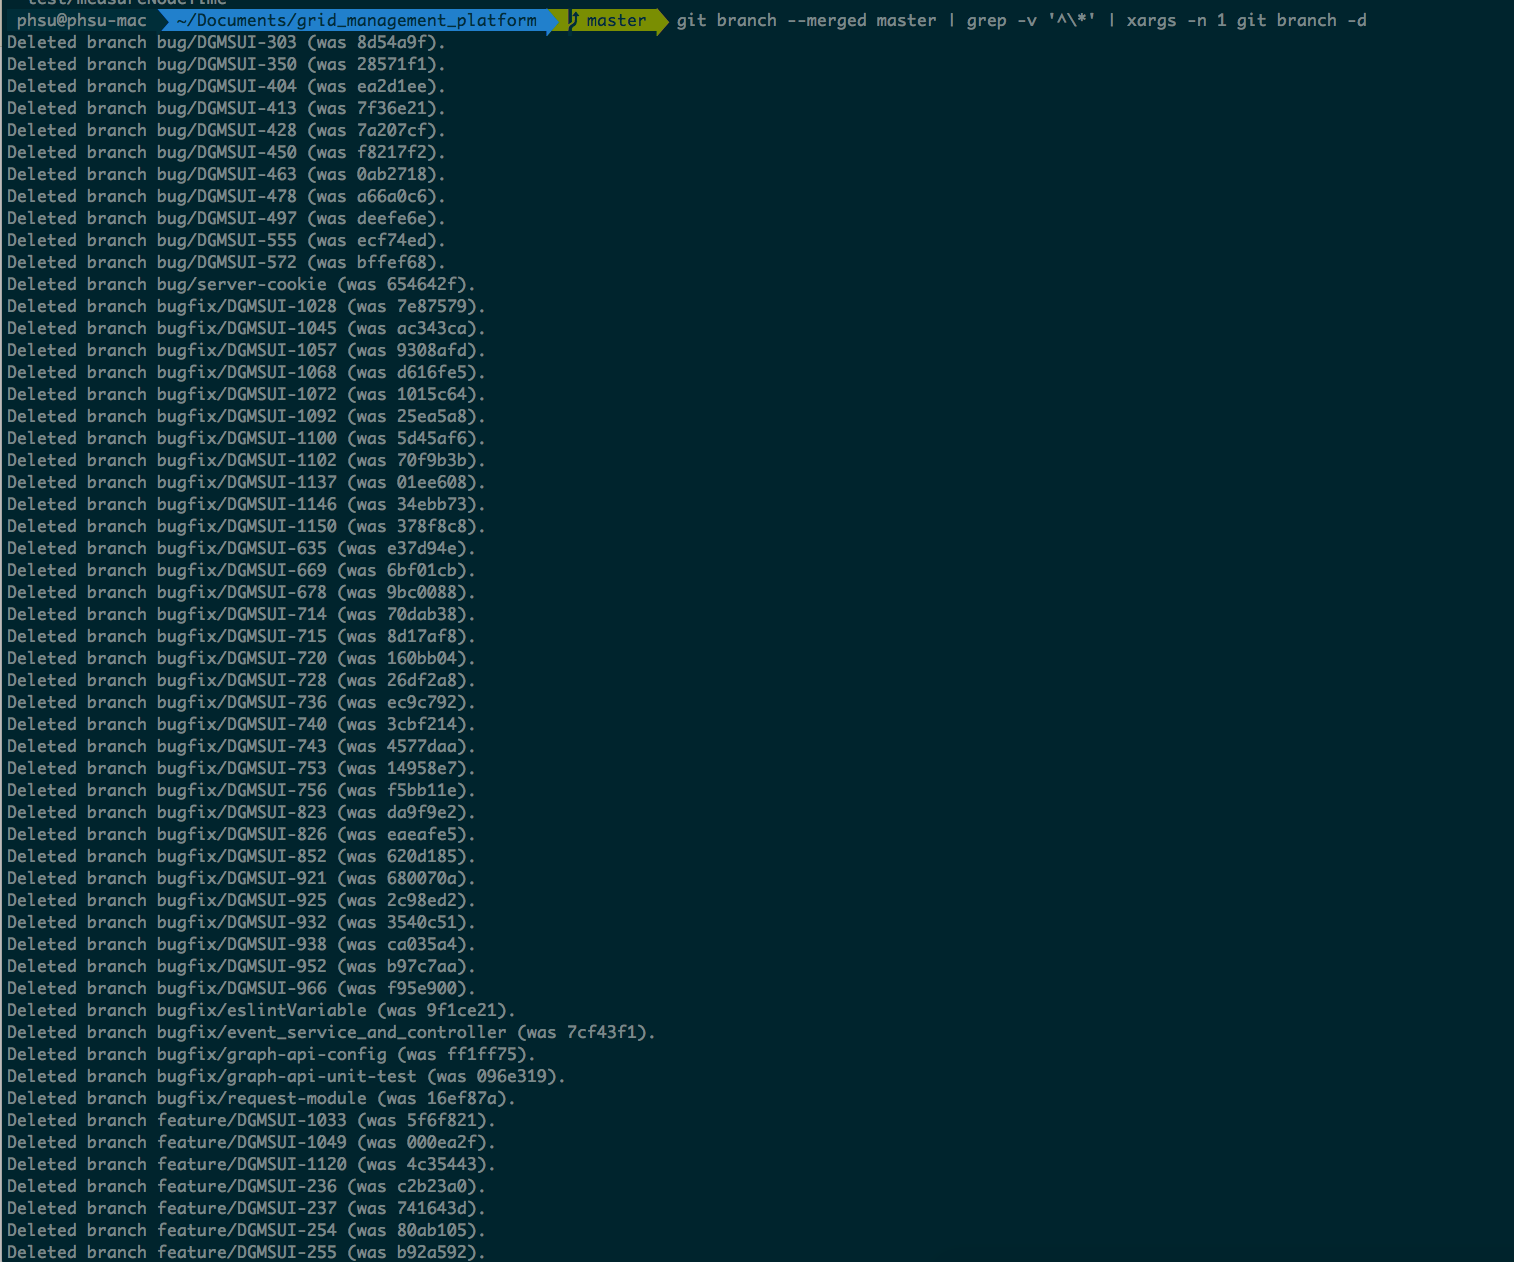 test/measureNodeTime
phsu@phsu-mac ~/Documents/grid_management_platform master git branch --merged master | grep -v '^\*' | xargs -n 1 git branch -d
Deleted branch bug/DGMSUI-303 (was 8d54a9f).
Deleted branch bug/DGMSUI-350 (was 28571f1).
Deleted branch bug/DGMSUI-404 (was ea2d1ee).
Deleted branch bug/DGMSUI-413 (was 7f36e21).
Deleted branch bug/DGMSUI-428 (was 7a207cf).
Deleted branch bug/DGMSUI-450 (was f8217f2).
Deleted branch bug/DGMSUI-463 (was 0ab2718).
Deleted branch bug/DGMSUI-478 (was a66a0c6).
Deleted branch bug/DGMSUI-497 (was deefe6e).
Deleted branch bug/DGMSUI-555 (was ecf74ed).
Deleted branch bug/DGMSUI-572 (was bffef68).
Deleted branch bug/server-cookie (was 654642f).
Deleted branch bugfix/DGMSUI-1028 (was 7e87579).
Deleted branch bugfix/DGMSUI-1045 (was ac343ca).
Deleted branch bugfix/DGMSUI-1057 (was 9308afd).
Deleted branch bugfix/DGMSUI-1068 (was d616fe5).
Deleted branch bugfix/DGMSUI-1072 (was 1015c64).
Deleted branch bugfix/DGMSUI-1092 (was 25ea5a8).
Deleted branch bugfix/DGMSUI-1100 (was 5d45af6).
Deleted branch bugfix/DGMSUI-1102 (was 70f9b3b).
Deleted branch bugfix/DGMSUI-1137 (was 01ee608).
Deleted branch bugfix/DGMSUI-1146 (was 34ebb73).
Deleted branch bugfix/DGMSUI-1150 (was 378f8c8).
Deleted branch bugfix/DGMSUI-635 (was e37d94e).
Deleted branch bugfix/DGMSUI-669 (was 6bf01cb).
Deleted branch bugfix/DGMSUI-678 (was 9bc0088).
Deleted branch bugfix/DGMSUI-714 (was 70dab38).
Deleted branch bugfix/DGMSUI-715 (was 8d17af8).
Deleted branch bugfix/DGMSUI-720 (was 160bb04).
Deleted branch bugfix/DGMSUI-728 (was 26df2a8).
Deleted branch bugfix/DGMSUI-736 (was ec9c792).
Deleted branch bugfix/DGMSUI-740 (was 3cbf214).
Deleted branch bugfix/DGMSUI-743 (was 4577daa).
Deleted branch bugfix/DGMSUI-753 (was 14958e7).
Deleted branch bugfix/DGMSUI-756 (was f5bb11e).
Deleted branch bugfix/DGMSUI-823 (was da9f9e2).
Deleted branch bugfix/DGMSUI-826 (was eaeafe5).
Deleted branch bugfix/DGMSUI-852 (was 620d185).
Deleted branch bugfix/DGMSUI-921 (was 680070a).
Deleted branch bugfix/DGMSUI-925 (was 2c98ed2).
Deleted branch bugfix/DGMSUI-932 (was 3540c51).
Deleted branch bugfix/DGMSUI-938 (was ca035a4).
Deleted branch bugfix/DGMSUI-952 (was b97c7aa).
Deleted branch bugfix/DGMSUI-966 (was f95e900).
Deleted branch bugfix/eslintVariable (was 9f1ce21).
Deleted branch bugfix/event_service_and_controller (was 7cf43f1).
Deleted branch bugfix/graph-api-config (was ff1ff75).
Deleted branch bugfix/graph-api-unit-test (was 096e319).
Deleted branch bugfix/request-module (was 16ef87a).
Deleted branch feature/DGMSUI-1033 (was 5f6f821).
Deleted branch feature/DGMSUI-1049 (was 000ea2f).
Deleted branch feature/DGMSUI-1120 (was 4c35443).
Deleted branch feature/DGMSUI-236 (was c2b23a0).
Deleted branch feature/DGMSUI-237 (was 741643d).
Deleted branch feature/DGMSUI-254 (was 80ab105).
Deleted branch feature/DGMSUI-255 (was b92a592).